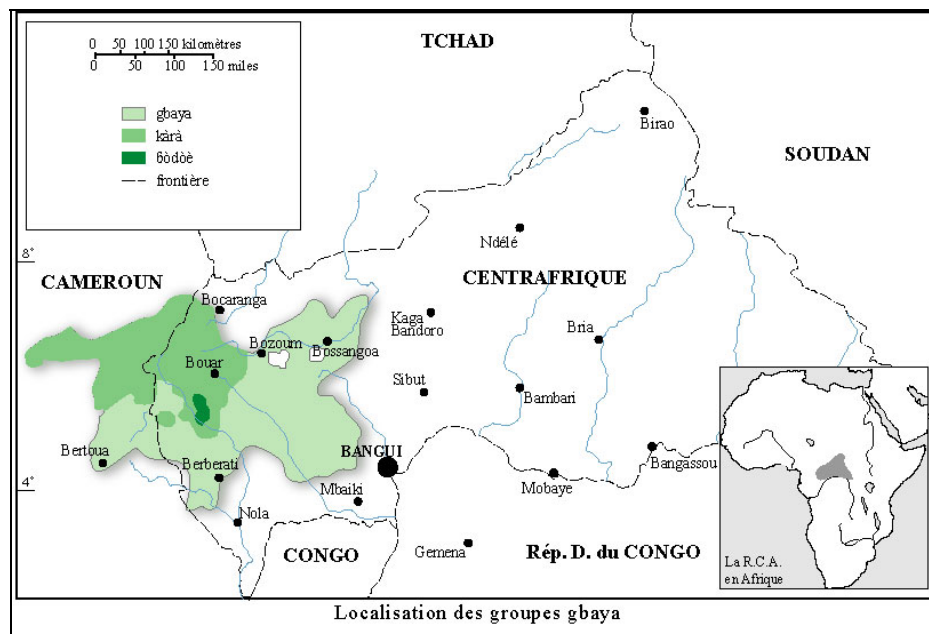 TCHAD
0 50 100 150 kilomètres
0 50 100 150 miles
gbaya
kàrà
ɓòdòè
frontière
Birao
SOUDAN
Ndélé
8°
CAMEROUN
CENTRAFRIQUE
Bocaranga
Kaga
Bandoro
Bria
Bozoum
Bossangoa
Bouar
Sibut
Bambari
Bertoua
BANGUI
Bangassou
Berberati
4°
Mbaiki
Mobaye
Nola
CONGO
Gemena
Rép. D. du CONGO
La R.C.A.
en Afrique
Localisation des groupes gbaya